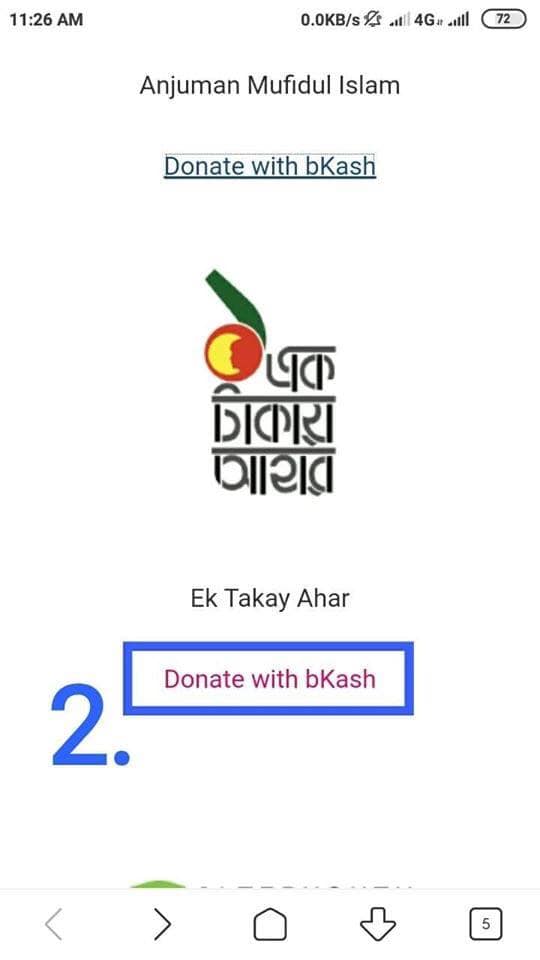 11:26 AM 0.0KB/s 4G 72
Anjuman Mufidul Islam
Donate with bKash
এক
টাকায়
আহার
Ek Takay Ahar
Donate with bKash
2.
5